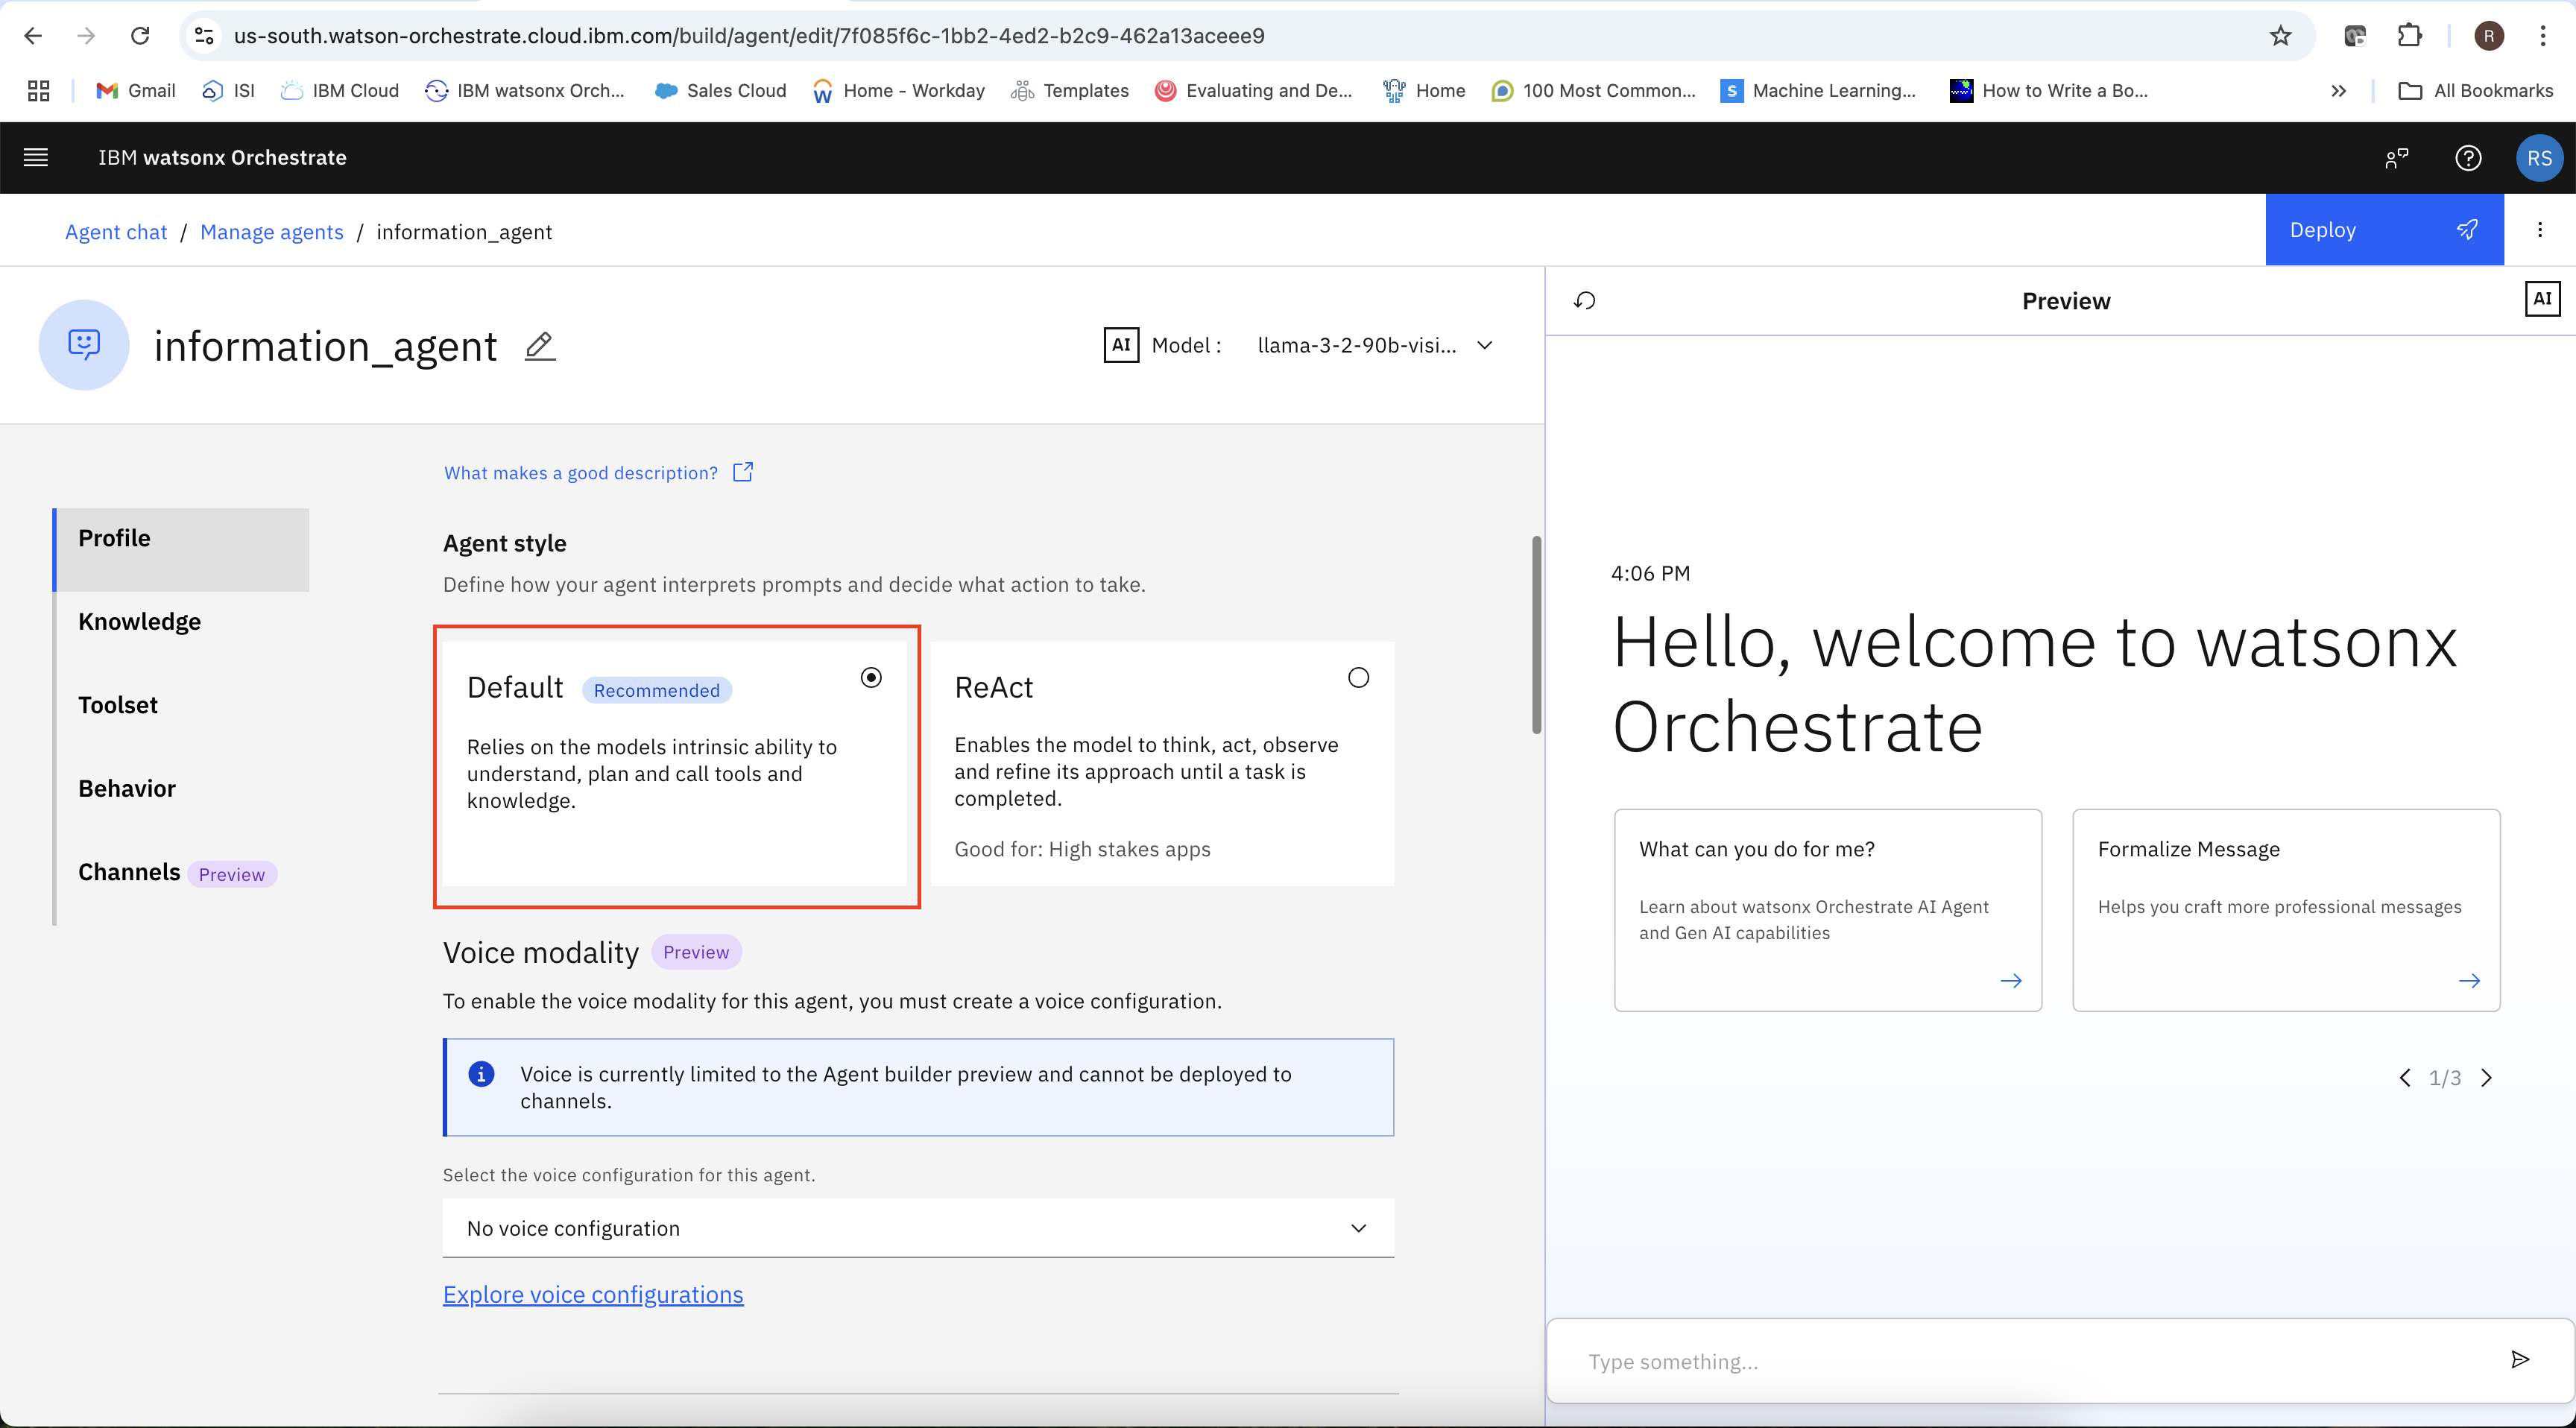 us-south.watson-orchestrate.cloud.ibm.com/build/agent/edit/7f085f6c-1bb2-4ed2-b2c9-462a13aceee9
R
Gmail
ISI
IBM Cloud
IBM watsonx Orch...
Sales Cloud
Home - Workday
Templates
Evaluating and De...
Home
100 Most Common...
Machine Learning...
How to Write a Bo...
All Bookmarks
IBM watsonx Orchestrate
RS
Agent chat / Manage agents / information_agent
Deploy
information_agent
AI Model : llama-3-2-90b-visi...
Preview
AI
What makes a good description?
Profile
Knowledge
Toolset
Behavior
Channels Preview
Agent style
Define how your agent interprets prompts and decide what action to take.
Default Recommended
Relies on the models intrinsic ability to
understand, plan and call tools and
knowledge.
ReAct
Enables the model to think, act, observe
and refine its approach until a task is
completed.
Good for: High stakes apps
Voice modality Preview
To enable the voice modality for this agent, you must create a voice configuration.
Voice is currently limited to the Agent builder preview and cannot be deployed to
channels.
Select the voice configuration for this agent.
No voice configuration
Explore voice configurations
4:06 PM
Hello, welcome to watsonx
Orchestrate
What can you do for me?
Learn about watsonx Orchestrate AI Agent
and Gen AI capabilities
Formalize Message
Helps you craft more professional messages
1/3
Type something...